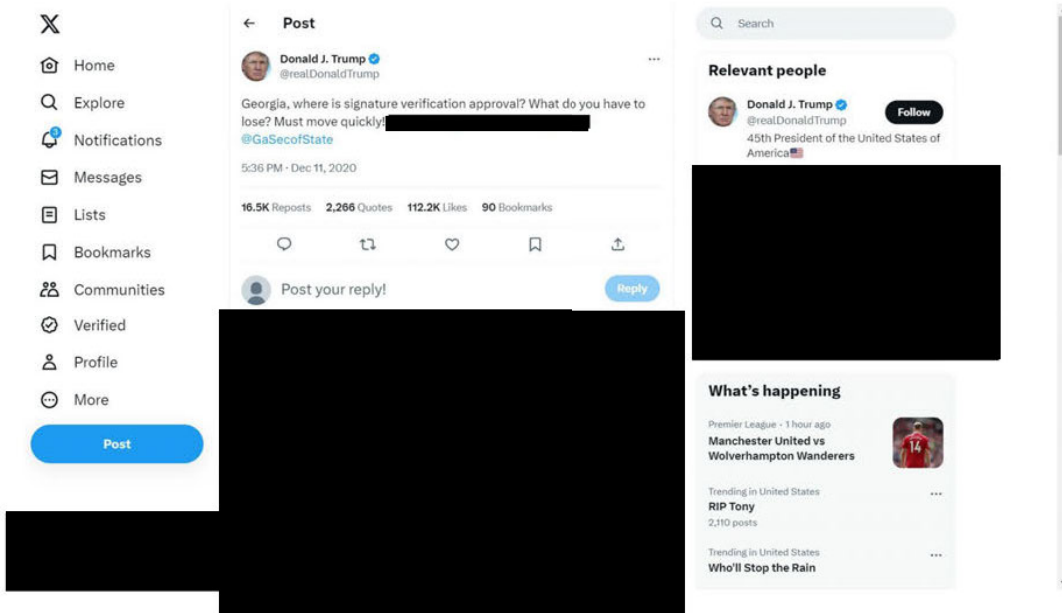 X
Home
Explore
3
Notifications
Messages
Lists
Bookmarks
Communities
Verified
Profile
More
Post
← Post
Donald J. Trump
@realDonaldTrump
Georgia, where is signature verification approval? What do you have to
lose? Must move quickly!
@GaSecofState
5:36 PM · Dec 11, 2020
16.5K Reposts 2,266 Quotes 112.2K Likes 90 Bookmarks
Post your reply!
Reply
Search
Relevant people
Donald J. Trump
@realDonaldTrump
Follow
45th President of the United States of
America🇺🇸
What's happening
Premier League · 1 hour ago
Manchester United vs
Wolverhampton Wanderers
14
Trending in United States
RIP Tony
2,110 posts
Trending in United States
Who'll Stop the Rain